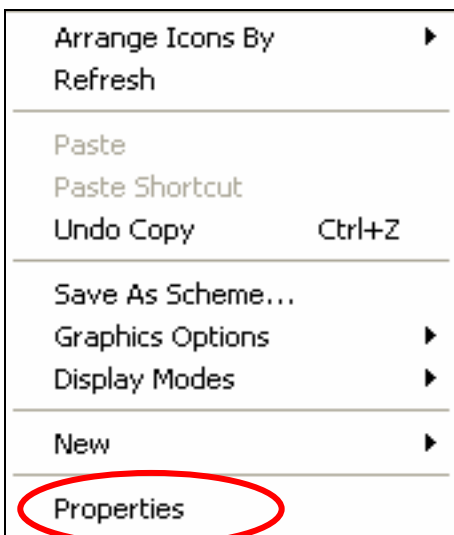 Arrange Icons By
Refresh
Paste
Paste Shortcut
Undo Copy Ctrl+Z
Save As Scheme...
Graphics Options
Display Modes
New
Properties